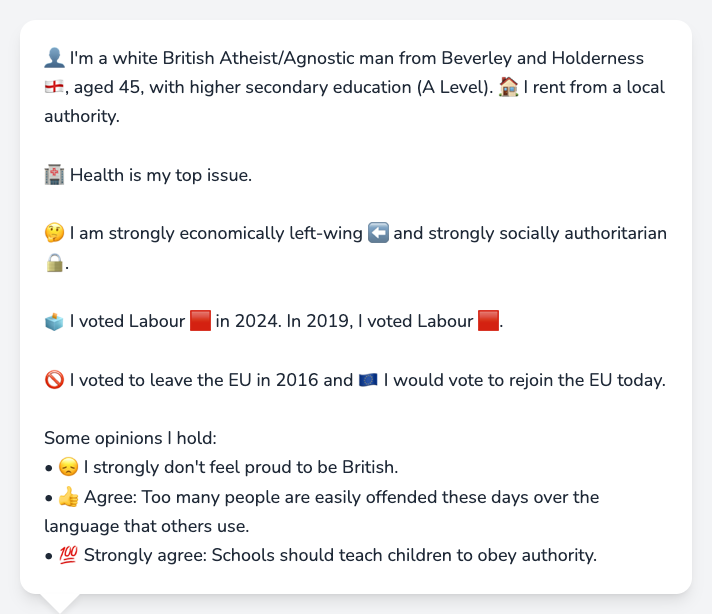 👤 I'm a white British Atheist/Agnostic man from Beverley and Holderness
🏴󠁧󠁢󠁥󠁮󠁧󠁿, aged 45, with higher secondary education (A Level). 🏠 I rent from a local
authority.
🏥 Health is my top issue.
🤔 I am strongly economically left-wing ⬅️ and strongly socially authoritarian
🔒.
🗳️ I voted Labour 🟥 in 2024. In 2019, I voted Labour 🟥.
🚫 I voted to leave the EU in 2016 and 🇪🇺 I would vote to rejoin the EU today.
Some opinions I hold:
• 😞 I strongly don't feel proud to be British.
• 👍 Agree: Too many people are easily offended these days over the
language that others use.
• 💯 Strongly agree: Schools should teach children to obey authority.